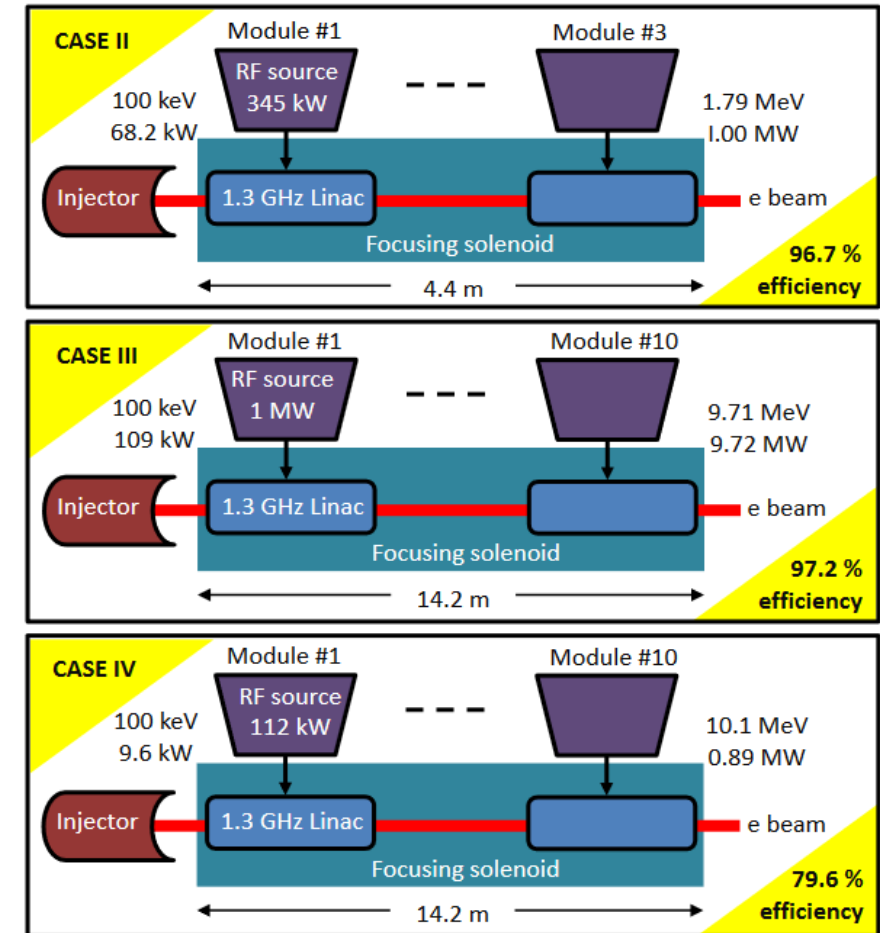 CASE II
Module #1
Module #3
RF source
345 kW
100 keV
68.2 kW
1.79 MeV
I.00 MW
Injector
1.3 GHz Linac
e beam
Focusing solenoid
96.7 %
efficiency
4.4 m
CASE III
Module #1
Module #10
RF source
1 MW
100 keV
109 kW
9.71 MeV
9.72 MW
Injector
1.3 GHz Linac
e beam
Focusing solenoid
97.2 %
efficiency
14.2 m
CASE IV
Module #1
Module #10
RF source
112 kW
100 keV
9.6 kW
10.1 MeV
0.89 MW
Injector
1.3 GHz Linac
e beam
Focusing solenoid
79.6 %
efficiency
14.2 m